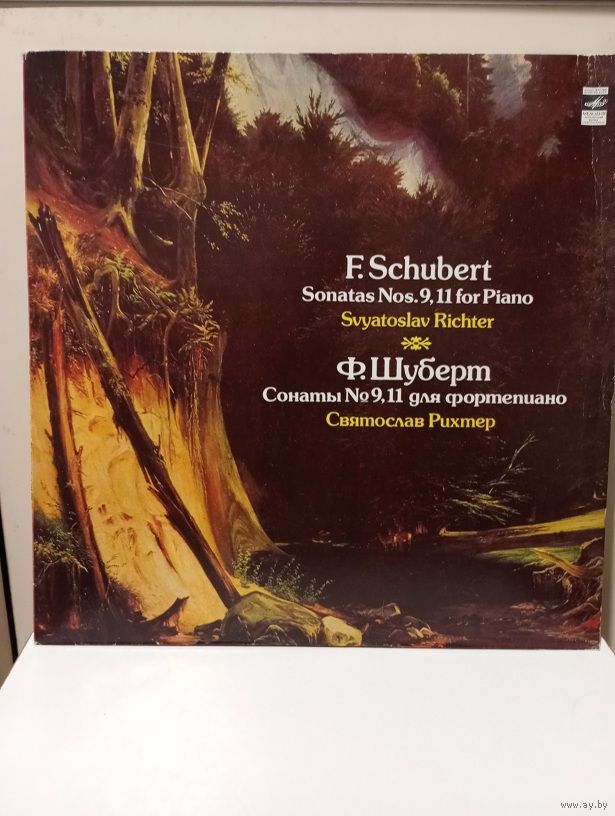 F. Schubert
Sonatas Nos. 9, 11 for Piano
Svyatoslav Richter
Ф. Шуберт
Сонаты № 9, 11 для фортепиано
Святослав Рихтер
www.ay.by